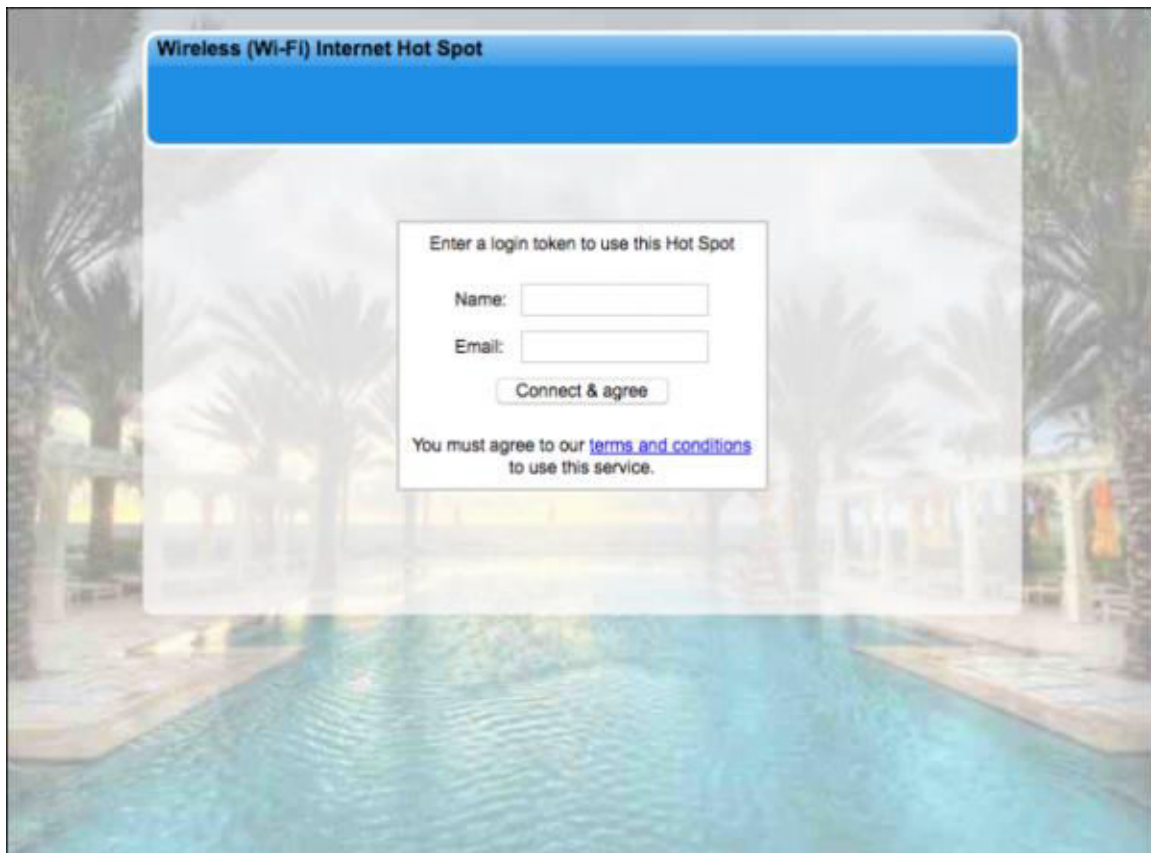 Wireless (Wi-Fi) Internet Hot Spot
Enter a login token to use this Hot Spot
Name:
Email:
Connect & agree
You must agree to our terms and conditions
to use this service.